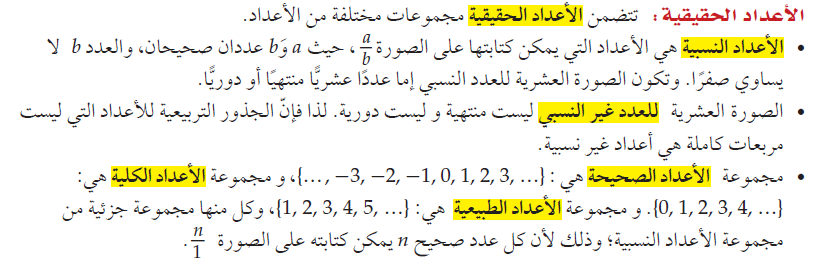 الأعداد الحقيقية: تتضمن الأعداد الحقيقية مجموعات مختلفة من الأعداد.
• الأعداد النسبية هي الأعداد التي يمكن كتابتها على الصورة a/b، حيث a وَ b عددان صحيحان، والعدد b لا
يساوي صفرًا. وتكون الصورة العشرية للعدد النسبي إما عددًا عشريًّا منتهيًا أو دوريًّا.
• الصورة العشرية للعدد غير النسبي ليست منتهية و ليست دورية. لذا فإنّ الجذور التربيعية للأعداد التي ليست
مربعات كاملة هي أعداد غير نسبية.
• مجموعة الأعداد الصحيحة هي: {…, −3, −2, −1, 0, 1, 2, 3, …}، و مجموعة الأعداد الكلية هي:
{0, 1, 2, 3, 4, …}. و مجموعة الأعداد الطبيعية هي: {1, 2, 3, 4, 5, …}، وكل منها مجموعة جزئية من
مجموعة الأعداد النسبية؛ وذلك لأن كل عدد صحيح n يمكن كتابته على الصورة n/1.